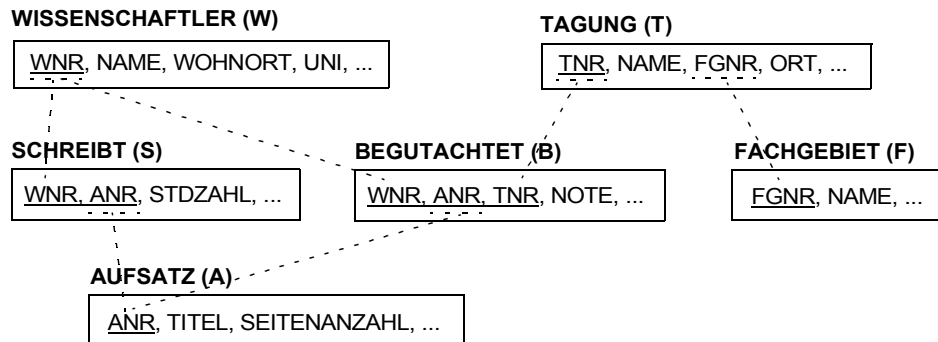 WISSENSCHAFTLER (W)
WNR, NAME, WOHNORT, UNI, ...
TAGUNG (T)
TNR, NAME, FGNR, ORT, ...
SCHREIBT (S)
WNR, ANR, STDZAHL, ...
BEGUTACHTET (B)
WNR, ANR, TNR, NOTE, ...
FACHGEBIET (F)
FGNR, NAME, ...
AUFSATZ (A)
ANR, TITEL, SEITENANZAHL, ...